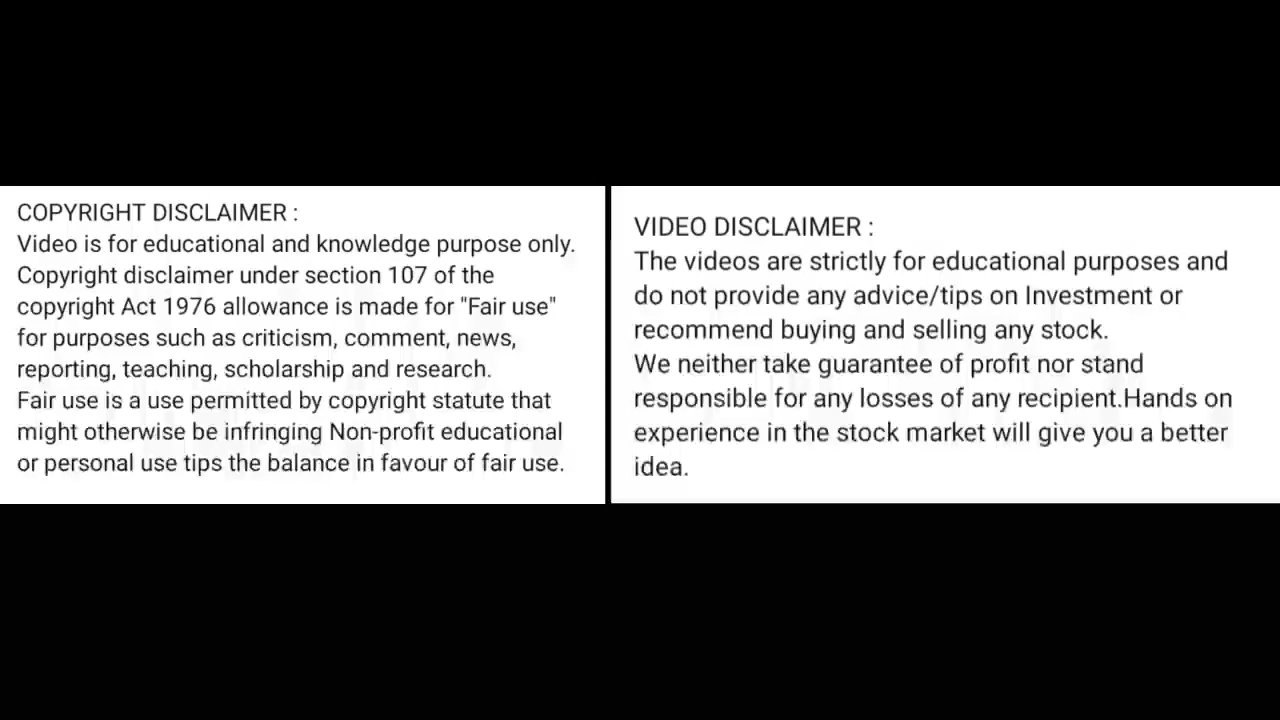 COPYRIGHT DISCLAIMER :
Video is for educational and knowledge purpose only.
Copyright disclaimer under section 107 of the
copyright Act 1976 allowance is made for "Fair use"
for purposes such as criticism, comment, news,
reporting, teaching, scholarship and research.
Fair use is a use permitted by copyright statute that
might otherwise be infringing Non-profit educational
or personal use tips the balance in favour of fair use.
VIDEO DISCLAIMER :
The videos are strictly for educational purposes and
do not provide any advice/tips on Investment or
recommend buying and selling any stock.
We neither take guarantee of profit nor stand
responsible for any losses of any recipient.Hands on
experience in the stock market will give you a better
idea.